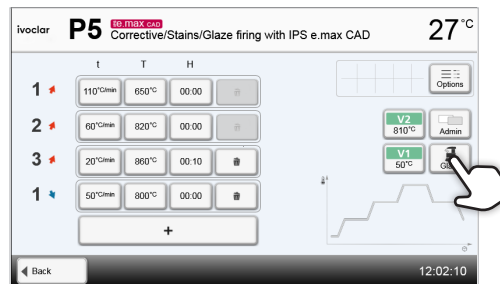 ivoclar
P5
e.max CAD
Corrective/Stains/Glaze firing with IPS e.max CAD
27°C
t T H
1 110°C/min 650°C 00:00
2 60°C/min 820°C 00:00
3 20°C/min 860°C 00:10
1 50°C/min 800°C 00:00
+
Options
V2
810°C
Admin
V1
50°C
Back
12:02:10